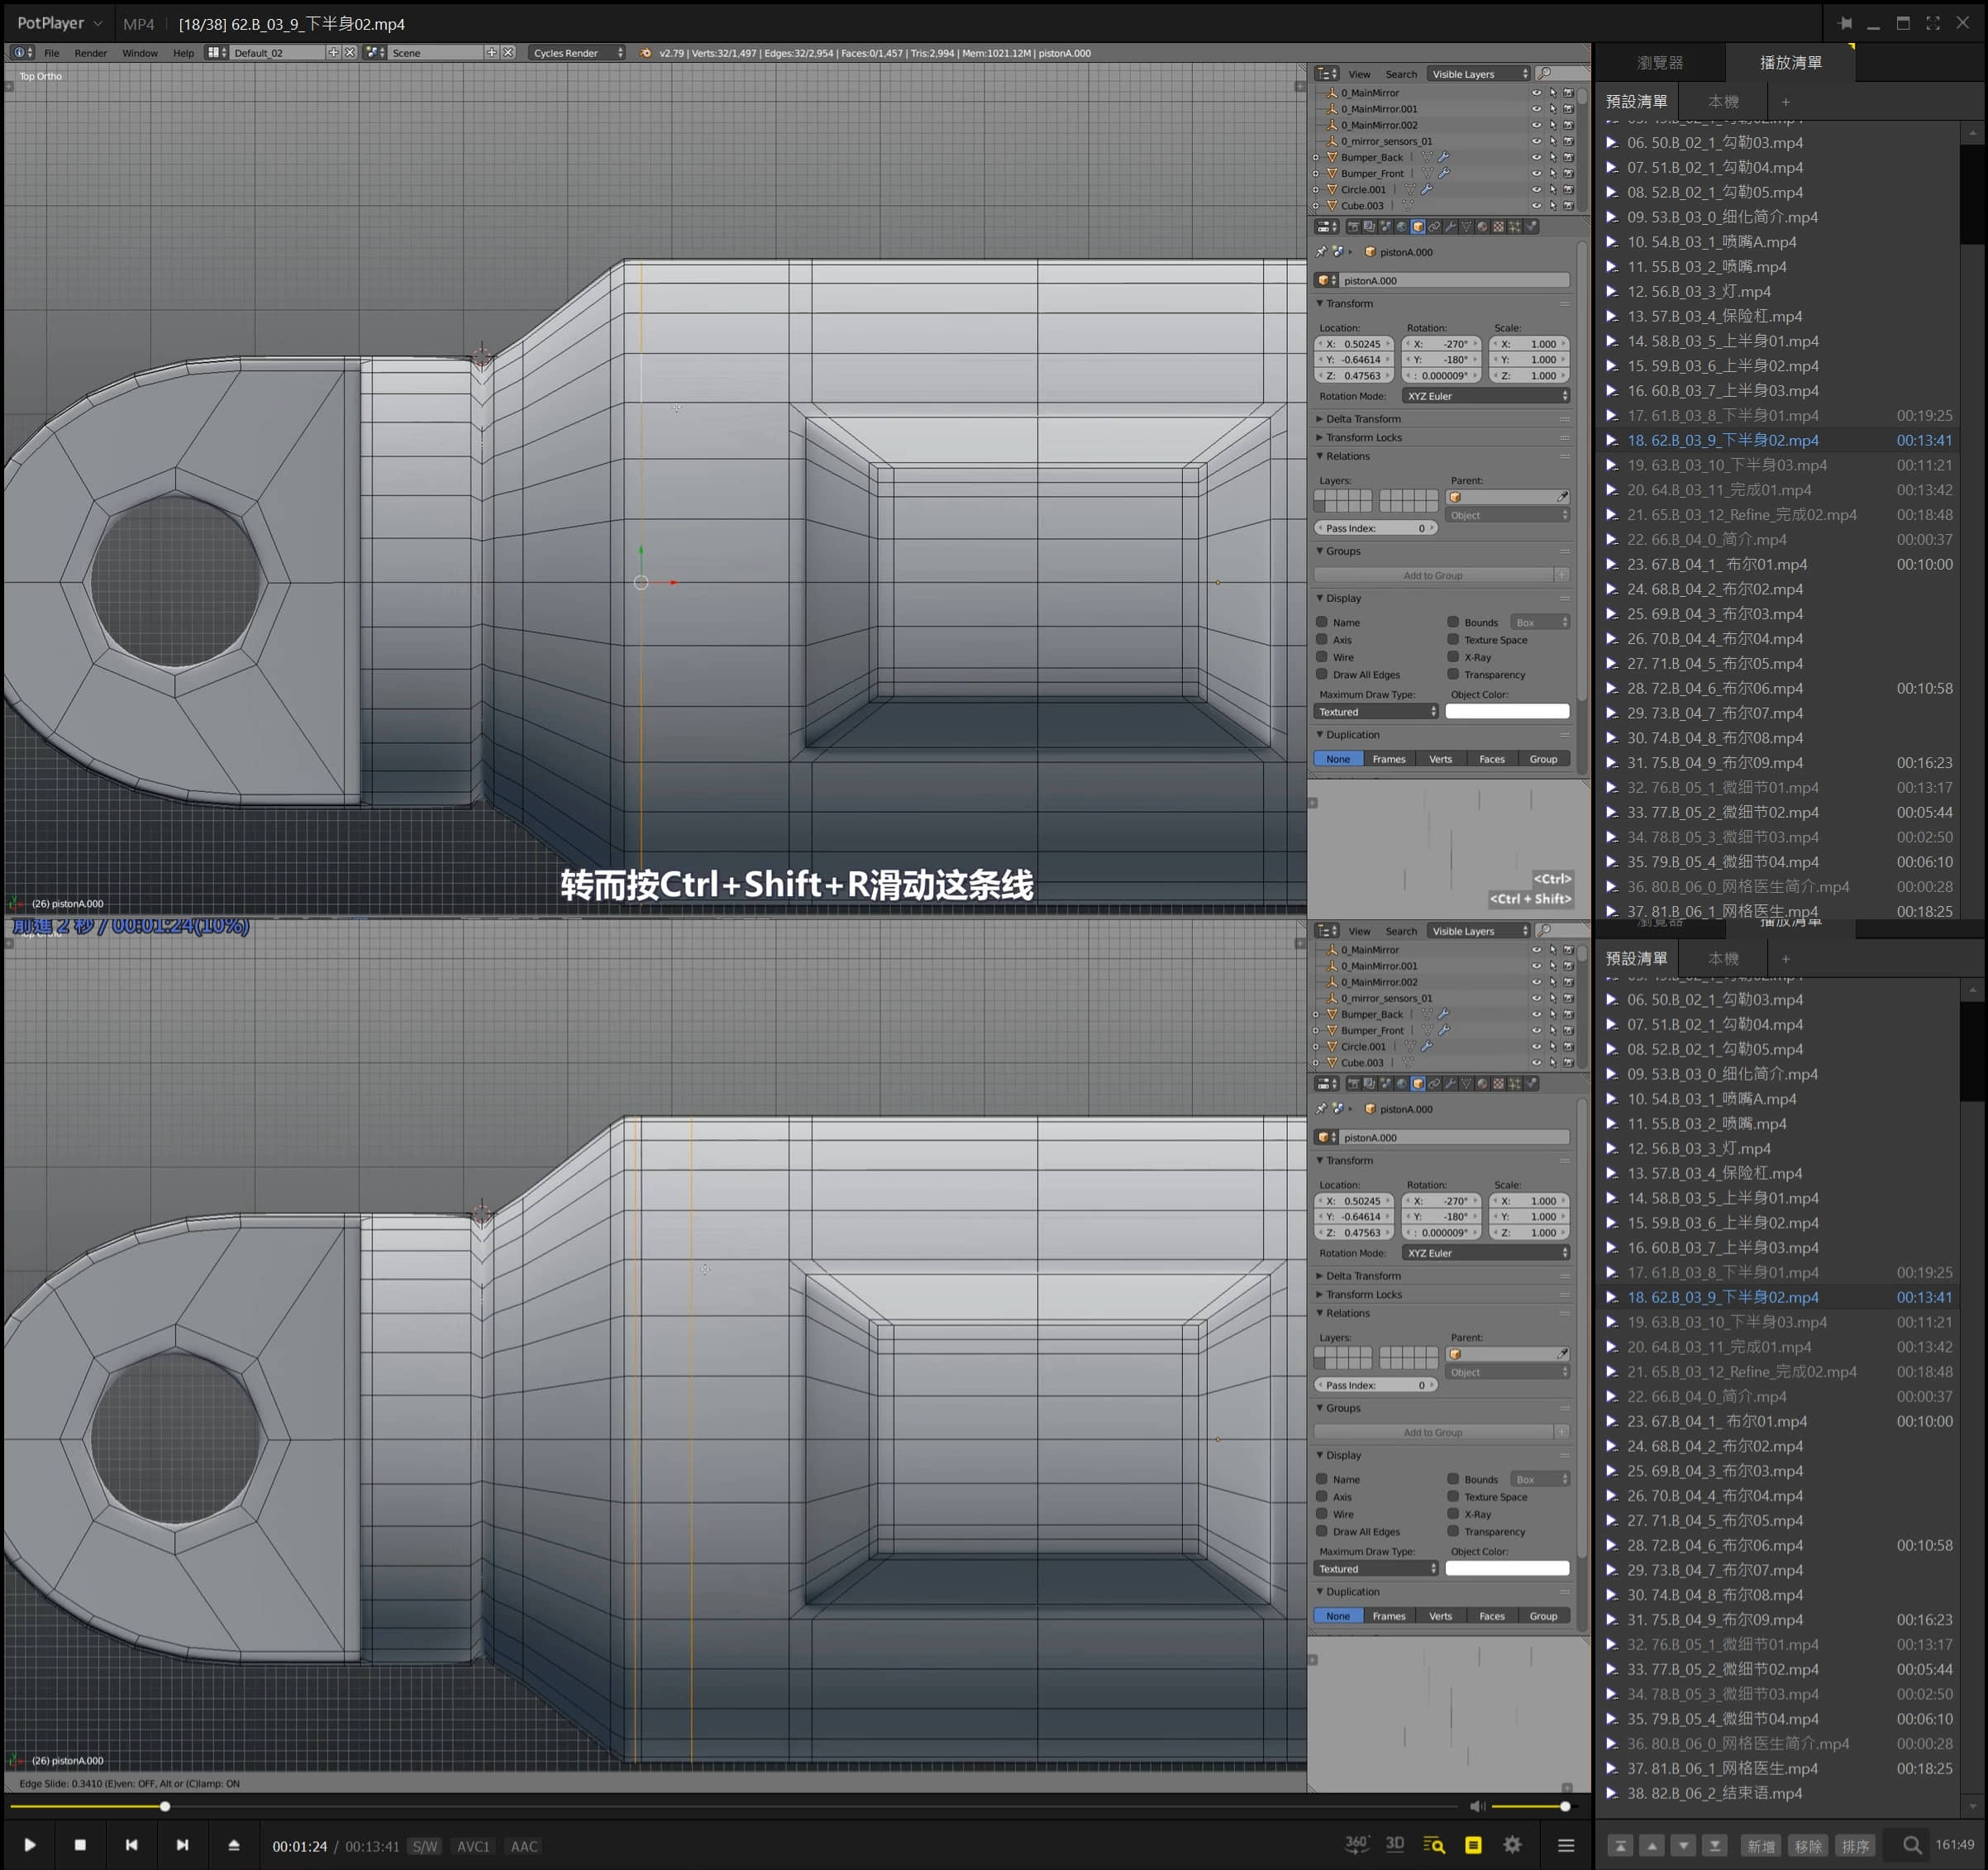 PotPlayer MP4 [18/38] 62.B_03_9_下半身02.mp4
File Render Window Help Default_02 Scene Cycles Render v2.79 | Verts:32/1,497 | Edges:32/2,954 | Faces:0/1,457 | Tris:2,994 | Mem:1021.12M | pistonA.000
Top Ortho
View Search Visible Layers
0_MainMirror
0_MainMirror.001
0_MainMirror.002
0_mirror_sensors_01
Bumper_Back
Bumper_Front
Circle.001
Cube.003
pistonA.000
pistonA.000
Transform
Location: Rotation: Scale:
X: 0.50245 X: -270° X: 1.000
Y: -0.64614 Y: -180° Y: 1.000
Z: 0.47563 : 0.000009° Z: 1.000
Rotation Mode: XYZ Euler
Delta Transform
Transform Locks
Relations
Layers: Parent:
Object
Pass Index: 0
Groups
Add to Group
Display
Name Bounds Box
Axis Texture Space
Wire X-Ray
Draw All Edges Transparency
Maximum Draw Type: Object Color:
Textured
Duplication
None Frames Verts Faces Group
<Ctrl>
<Ctrl + Shift>
转而按Ctrl+Shift+R滑动这条线
(26) pistonA.000
瀏覽器 播放清單
預設清單 本機 +
06. 50.B_02_1_勾勒03.mp4
07. 51.B_02_1_勾勒04.mp4
08. 52.B_02_1_勾勒05.mp4
09. 53.B_03_0_细化简介.mp4
10. 54.B_03_1_喷嘴A.mp4
11. 55.B_03_2_喷嘴.mp4
12. 56.B_03_3_灯.mp4
13. 57.B_03_4_保险杠.mp4
14. 58.B_03_5_上半身01.mp4
15. 59.B_03_6_上半身02.mp4
16. 60.B_03_7_上半身03.mp4
17. 61.B_03_8_下半身01.mp4 00:19:25
18. 62.B_03_9_下半身02.mp4 00:13:41
19. 63.B_03_10_下半身03.mp4 00:11:21
20. 64.B_03_11_完成01.mp4 00:13:42
21. 65.B_03_12_Refine_完成02.mp4 00:18:48
22. 66.B_04_0_简介.mp4 00:00:37
23. 67.B_04_1_ 布尔01.mp4 00:10:00
24. 68.B_04_2_布尔02.mp4
25. 69.B_04_3_布尔03.mp4
26. 70.B_04_4_布尔04.mp4
27. 71.B_04_5_布尔05.mp4
28. 72.B_04_6_布尔06.mp4 00:10:58
29. 73.B_04_7_布尔07.mp4
30. 74.B_04_8_布尔08.mp4
31. 75.B_04_9_布尔09.mp4 00:16:23
32. 76.B_05_1_微细节01.mp4 00:13:17
33. 77.B_05_2_微细节02.mp4 00:05:44
34. 78.B_05_3_微细节03.mp4 00:02:50
35. 79.B_05_4_微细节04.mp4 00:06:10
36. 80.B_06_0_网格医生简介.mp4 00:00:28
37. 81.B_06_1_网格医生.mp4 00:18:25
前進 2 秒 / 00:01:24(10%)
View Search Visible Layers
0_MainMirror
0_MainMirror.001
0_MainMirror.002
0_mirror_sensors_01
Bumper_Back
Bumper_Front
Circle.001
Cube.003
pistonA.000
pistonA.000
Transform
Location: Rotation: Scale:
X: 0.50245 X: -270° X: 1.000
Y: -0.64614 Y: -180° Y: 1.000
Z: 0.47563 : 0.000009° Z: 1.000
Rotation Mode: XYZ Euler
Delta Transform
Transform Locks
Relations
Layers: Parent:
Object
Pass Index: 0
Groups
Add to Group
Display
Name Bounds Box
Axis Texture Space
Wire X-Ray
Draw All Edges Transparency
Maximum Draw Type: Object Color:
Textured
Duplication
None Frames Verts Faces Group
(26) pistonA.000
Edge Slide: 0.3410 (E)ven: OFF, Alt or (C)lamp: ON
瀏覽器 播放清單
預設清單 本機 +
06. 50.B_02_1_勾勒03.mp4
07. 51.B_02_1_勾勒04.mp4
08. 52.B_02_1_勾勒05.mp4
09. 53.B_03_0_细化简介.mp4
10. 54.B_03_1_喷嘴A.mp4
11. 55.B_03_2_喷嘴.mp4
12. 56.B_03_3_灯.mp4
13. 57.B_03_4_保险杠.mp4
14. 58.B_03_5_上半身01.mp4
15. 59.B_03_6_上半身02.mp4
16. 60.B_03_7_上半身03.mp4
17. 61.B_03_8_下半身01.mp4 00:19:25
18. 62.B_03_9_下半身02.mp4 00:13:41
19. 63.B_03_10_下半身03.mp4 00:11:21
20. 64.B_03_11_完成01.mp4 00:13:42
21. 65.B_03_12_Refine_完成02.mp4 00:18:48
22. 66.B_04_0_简介.mp4 00:00:37
23. 67.B_04_1_ 布尔01.mp4 00:10:00
24. 68.B_04_2_布尔02.mp4
25. 69.B_04_3_布尔03.mp4
26. 70.B_04_4_布尔04.mp4
27. 71.B_04_5_布尔05.mp4
28. 72.B_04_6_布尔06.mp4 00:10:58
29. 73.B_04_7_布尔07.mp4
30. 74.B_04_8_布尔08.mp4
31. 75.B_04_9_布尔09.mp4 00:16:23
32. 76.B_05_1_微细节01.mp4 00:13:17
33. 77.B_05_2_微细节02.mp4 00:05:44
34. 78.B_05_3_微细节03.mp4 00:02:50
35. 79.B_05_4_微细节04.mp4 00:06:10
36. 80.B_06_0_网格医生简介.mp4 00:00:28
37. 81.B_06_1_网格医生.mp4 00:18:25
38. 82.B_06_2_结束语.mp4
00:01:24 / 00:13:41 S/W AVC1 AAC 360° 3D 新增 移除 排序 161:49